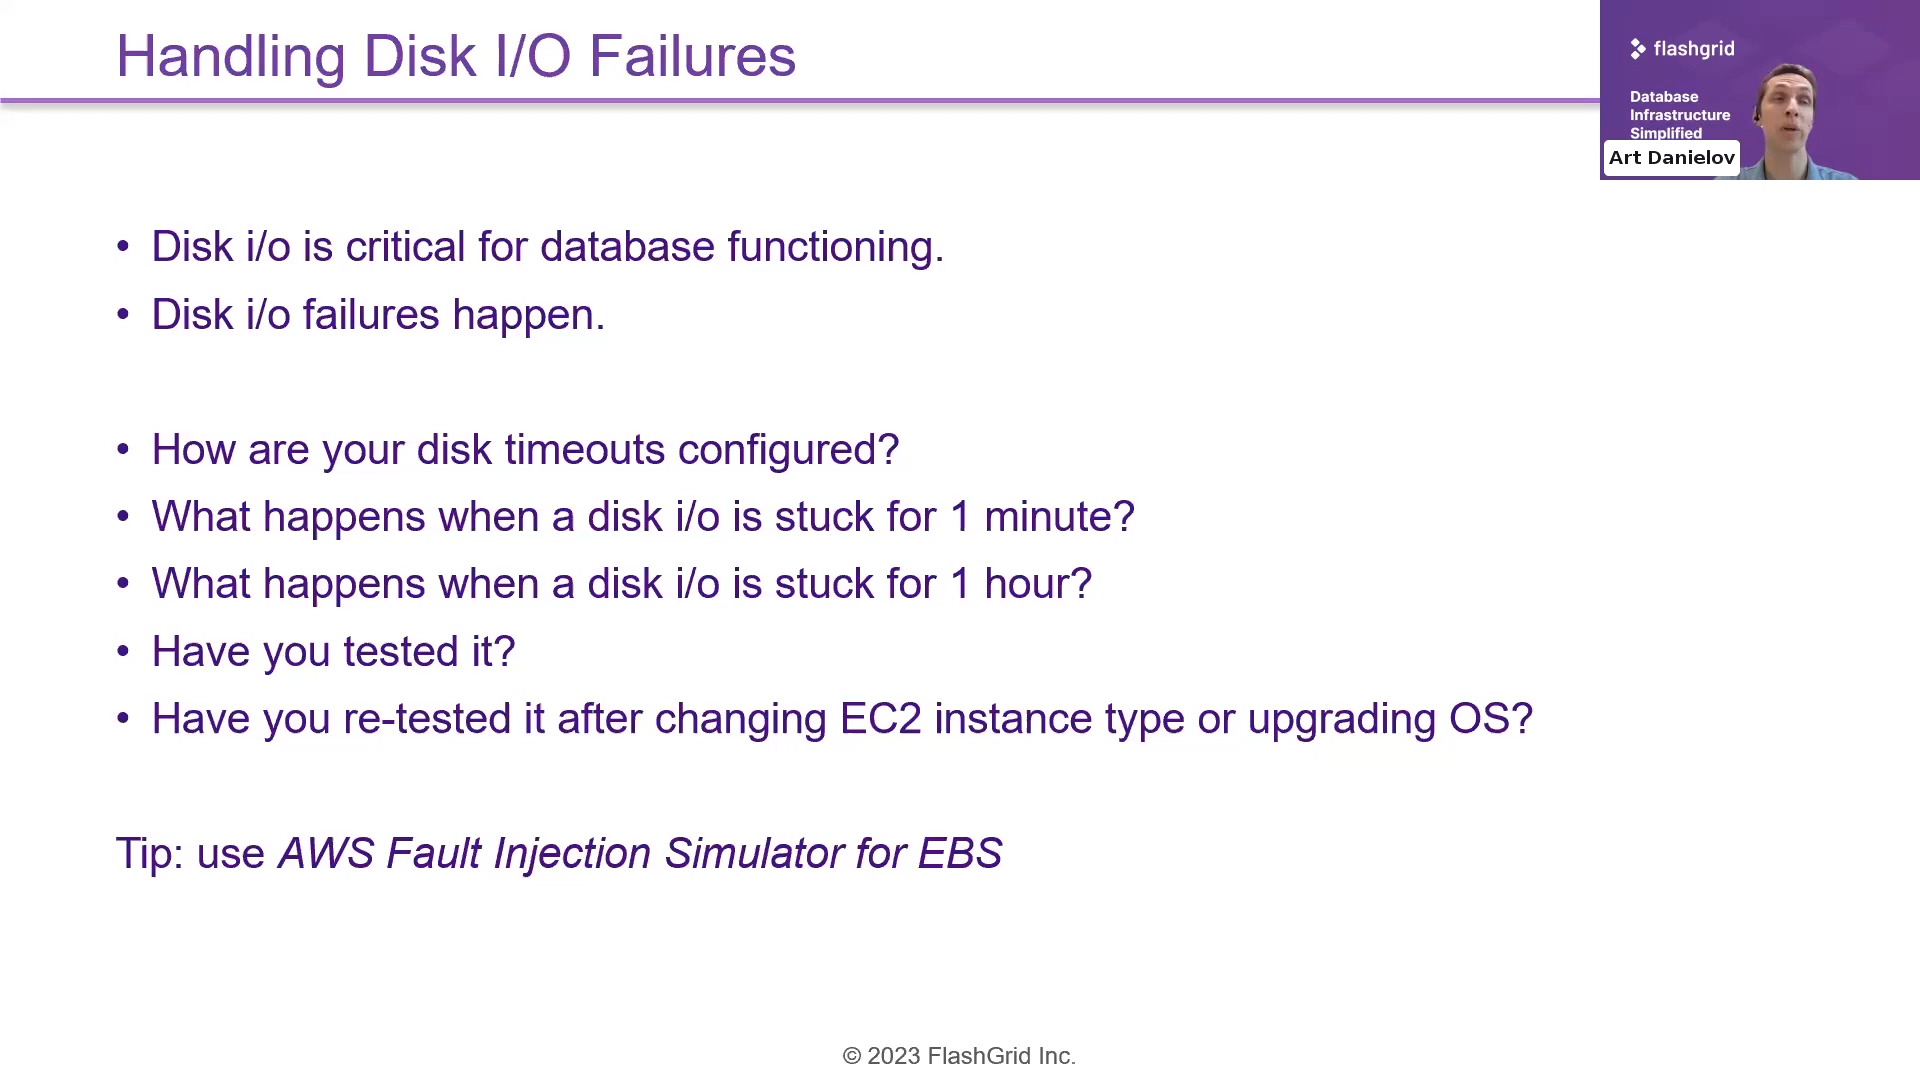 Handling Disk I/O Failures
flashgrid
Database
Infrastructure
Simplified
Art Danielov
• Disk i/o is critical for database functioning.
• Disk i/o failures happen.
• How are your disk timeouts configured?
• What happens when a disk i/o is stuck for 1 minute?
• What happens when a disk i/o is stuck for 1 hour?
• Have you tested it?
• Have you re-tested it after changing EC2 instance type or upgrading OS?
Tip: use AWS Fault Injection Simulator for EBS
© 2023 FlashGrid Inc.